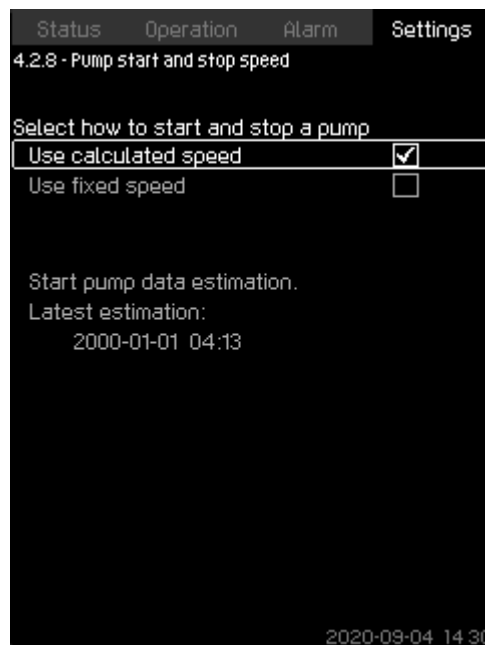 Status Operation Alarm Settings
4.2.8 - Pump start and stop speed
Select how to start and stop a pump
Use calculated speed
Use fixed speed
Start pump data estimation.
Latest estimation:
2000-01-01 04:13
2020-09-04 14:30